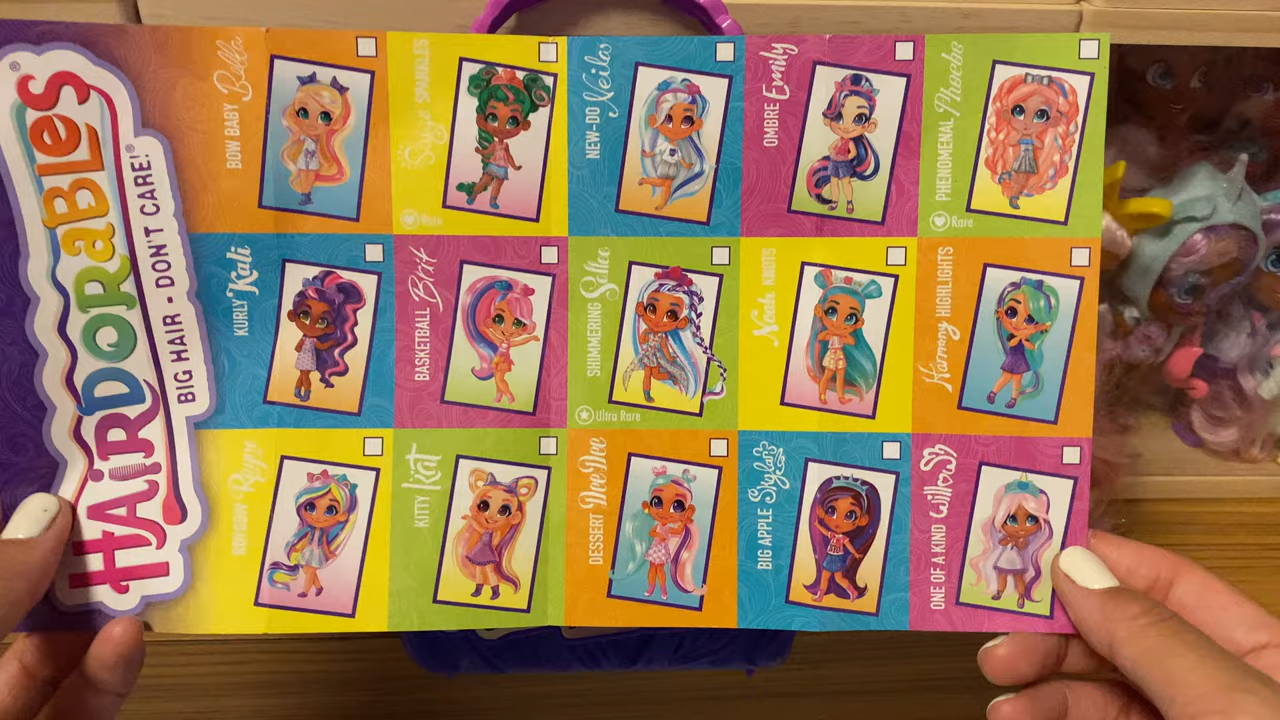 HAIRDORABLES®
BIG HAIR - DON'T CARE!®
BOW BABY Bella
Sage SPARKLES
Rare
NEW-DO Neila
OMBRE Emily
PHENOMENAL Phoebe
Rare
KURLY Kali
BASKETBALL Brit
SHIMMERING Sallee
Ultra Rare
Neade KNOTS
Harmony HIGHLIGHTS
Rayne
KITTY Kat
DESSERT DeeDee
BIG APPLE Skylar
ONE OF A KIND Willow